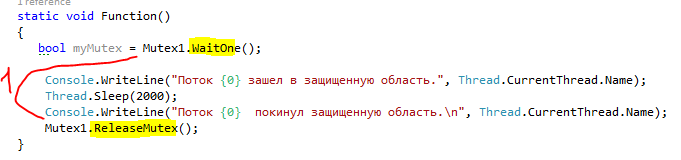 1 reference
static void Function()
{
bool myMutex = Mutex1.WaitOne();
Console.WriteLine("Поток {0} зашел в защищенную область.", Thread.CurrentThread.Name);
1
Thread.Sleep(2000);
Console.WriteLine("Поток {0}  покинул защищенную область.\n", Thread.CurrentThread.Name);
Mutex1.ReleaseMutex();
}